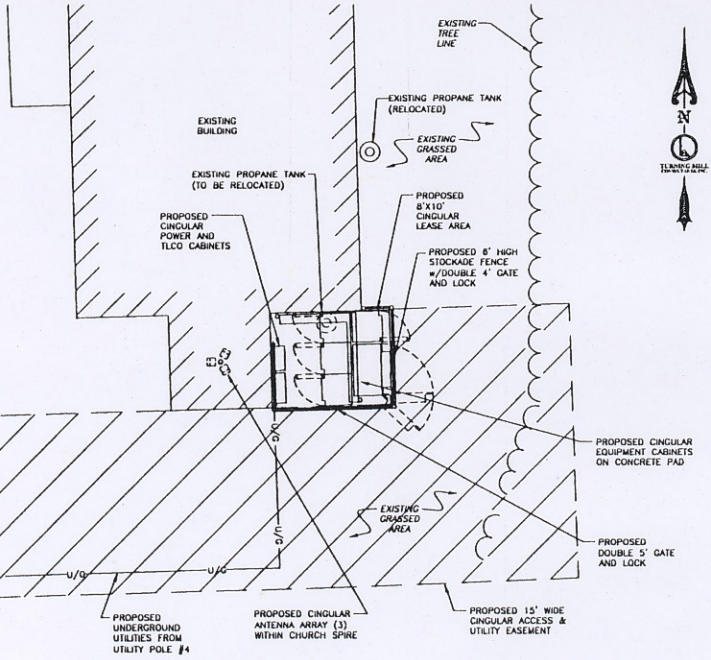 EXISTING
TREE
LINE
EXISTING PROPANE TANK
(RELOCATED)
N
TURNING MILL
EXISTING
BUILDING
EXISTING
GRASSED
AREA
EXISTING PROPANE TANK
(TO BE RELOCATED)
PROPOSED
8'X10'
CINGULAR
LEASE AREA
PROPOSED
CINGULAR
POWER AND
TLCO CABINETS
PROPOSED 6' HIGH
STOCKADE FENCE
w/DOUBLE 4' GATE
AND LOCK
PROPOSED CINGULAR
EQUIPMENT CABINETS
ON CONCRETE PAD
U/G
U/G
EXISTING
GRASSED
AREA
PROPOSED
DOUBLE 5' GATE
AND LOCK
U/G
U/G
PROPOSED
UNDERGROUND
UTILITIES FROM
UTILITY POLE #4
PROPOSED CINGULAR
ANTENNA ARRAY (3)
WITHIN CHURCH SPIRE
PROPOSED 15' WIDE
CINGULAR ACCESS &
UTILITY EASEMENT